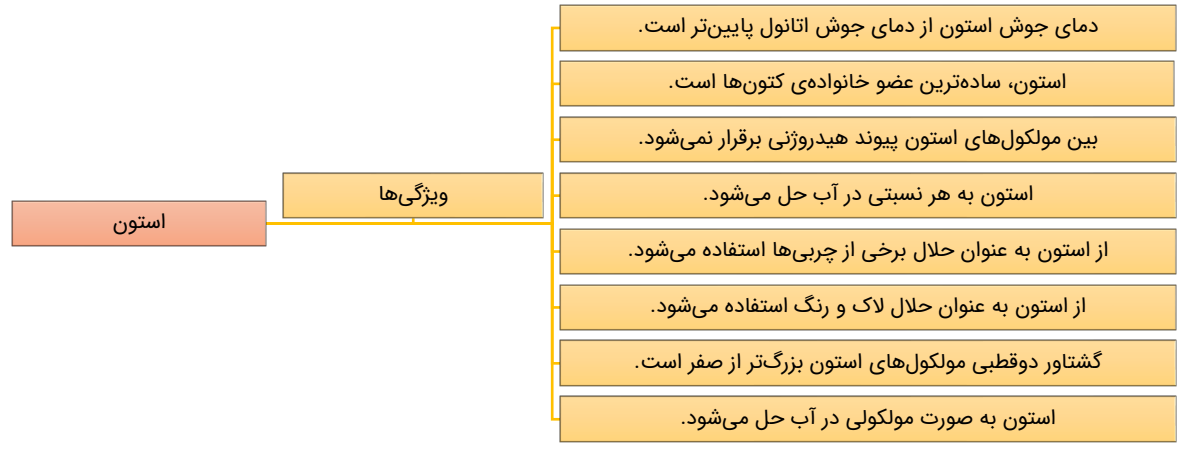 استون
ویژگی‌ها
دمای جوش استون از دمای جوش اتانول پایین‌تر است.
استون، ساده‌ترین عضو خانواده‌ی کتون‌ها است.
بین مولکول‌های استون پیوند هیدروژنی برقرار نمی‌شود.
استون به هر نسبتی در آب حل می‌شود.
از استون به عنوان حلال برخی از چربی‌ها استفاده می‌شود.
از استون به عنوان حلال لاک و رنگ استفاده می‌شود.
گشتاور دوقطبی مولکول‌های استون بزرگ‌تر از صفر است.
استون به صورت مولکولی در آب حل می‌شود.